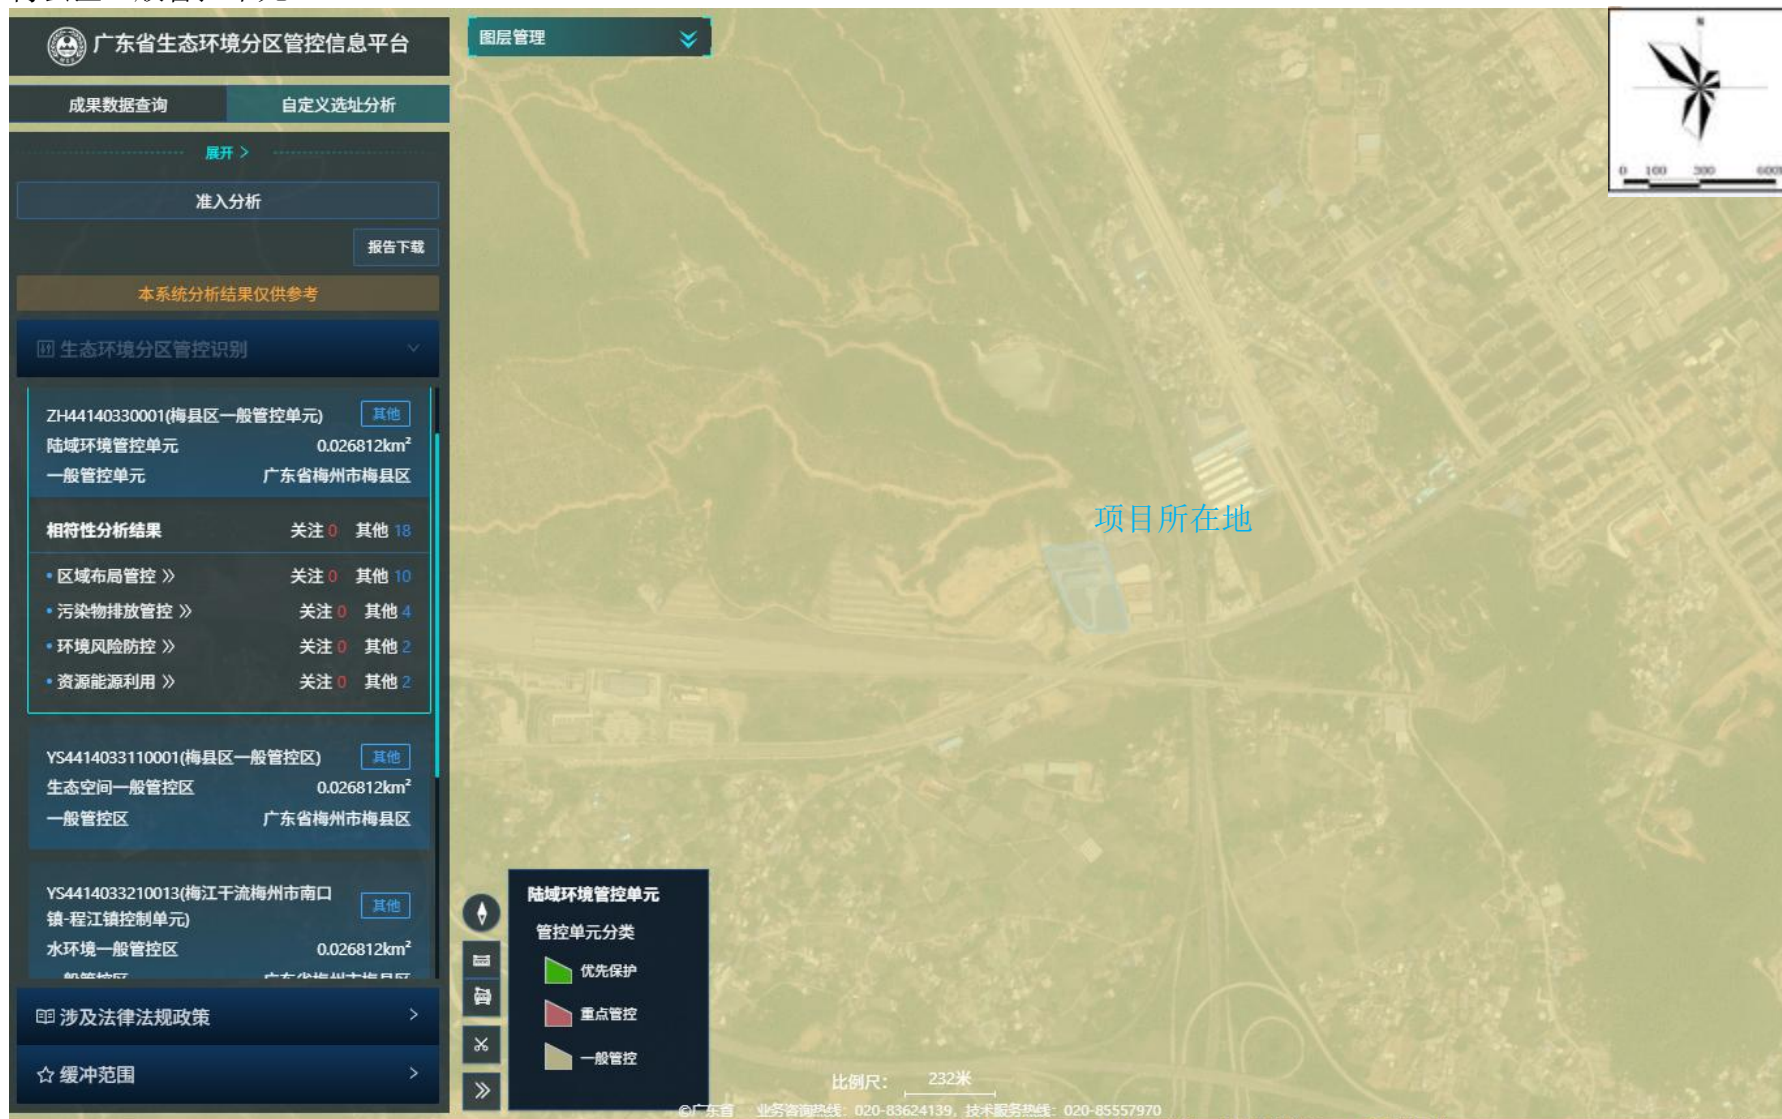 广东省生态环境分区管控信息平台
成果数据查询 自定义选址分析
展开 >
准入分析
报告下载
本系统分析结果仅供参考
生态环境分区管控识别
ZH44140330001(梅县区一般管控单元) 其他
陆域环境管控单元 0.026812km²
一般管控单元 广东省梅州市梅县区
相符性分析结果 关注 0 其他 18
• 区域布局管控 » 关注 0 其他 10
• 污染物排放管控 » 关注 0 其他 4
• 环境风险防控 » 关注 0 其他 2
• 资源能源利用 » 关注 0 其他 2
YS4414033110001(梅县区一般管控区) 其他
生态空间一般管控区 0.026812km²
一般管控区 广东省梅州市梅县区
YS4414033210013(梅江干流梅州市南口
镇-程江镇控制单元) 其他
水环境一般管控区 0.026812km²
涉及法律法规政策 >
缓冲范围 >
图层管理
N
0 100 300
项目所在地
陆域环境管控单元
管控单元分类
优先保护
重点管控
一般管控
比例尺： 232米
©广东省 业务咨询热线：020-83624139，技术服务热线：020-85557970